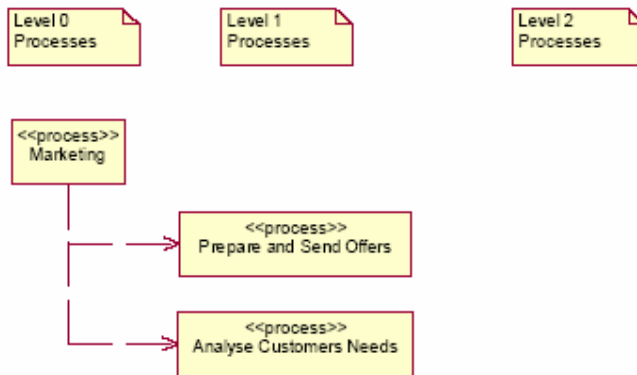 Level 0
Processes
Level 1
Processes
Level 2
Processes
<<process>>
Marketing
<<process>>
Prepare and Send Offers
<<process>>
Analyse Customers Needs